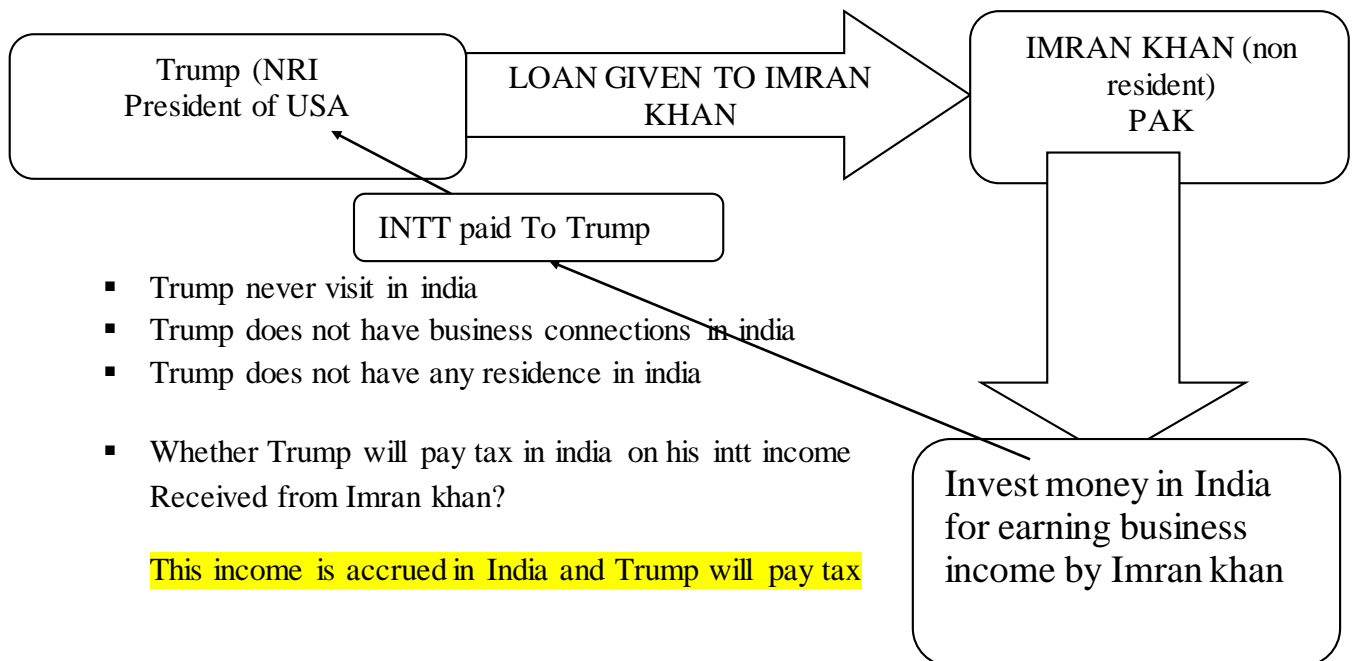 Trump (NRI
President of USA
LOAN GIVEN TO IMRAN
KHAN
IMRAN KHAN (non
resident)
PAK
INTT paid To Trump
▪ Trump never visit in india
▪ Trump does not have business connections in india
▪ Trump does not have any residence in india
▪ Whether Trump will pay tax in india on his intt income
Received from Imran khan?
This income is accrued in India and Trump will pay tax
Invest money in India
for earning business
income by Imran khan